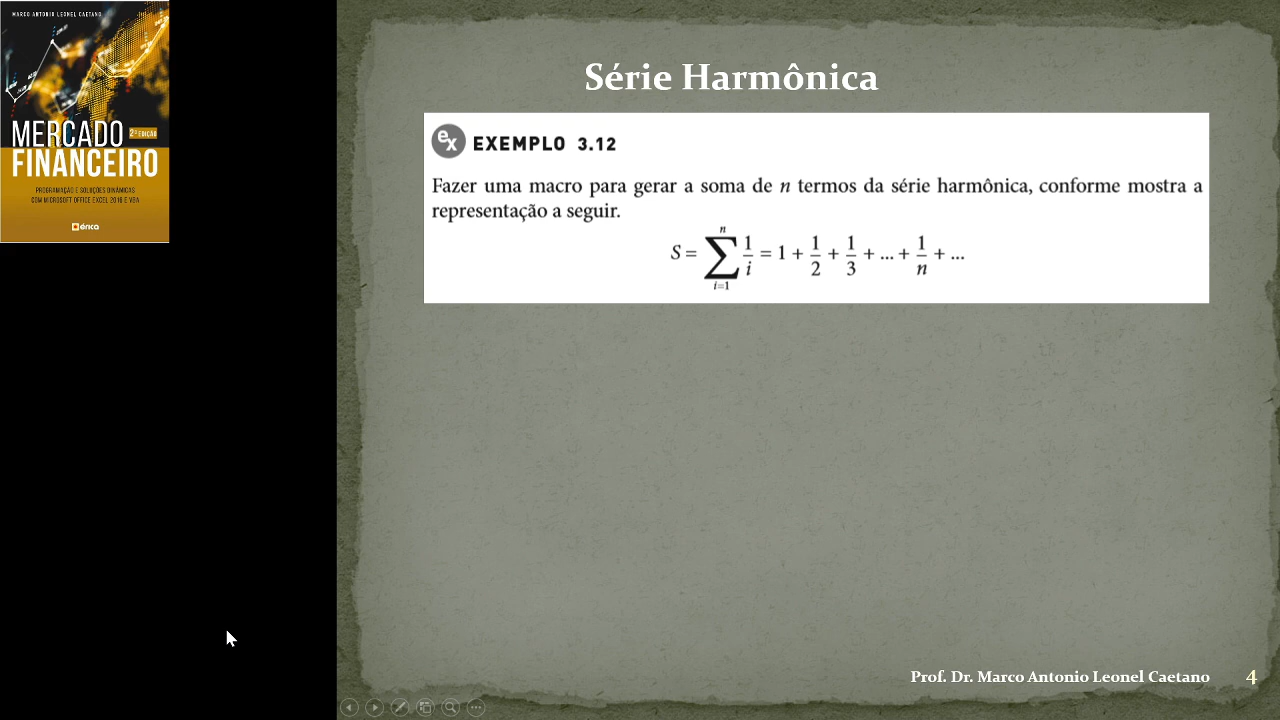 MARCO ANTONIO LEONEL CAETANO
MERCADO
2ª EDIÇÃO
FINANCEIRO
PROGRAMAÇÃO E SOLUÇÕES DINÂMICAS
COM MICROSOFT OFFICE EXCEL 2016 E VBA
érica
Série Harmônica
ex EXEMPLO 3.12
Fazer uma macro para gerar a soma de n termos da série harmônica, conforme mostra a
representação a seguir.
S = ∑_{i=1}^{n} 1/i = 1 + 1/2 + 1/3 + ... + 1/n + ...
Prof. Dr. Marco Antonio Leonel Caetano
4